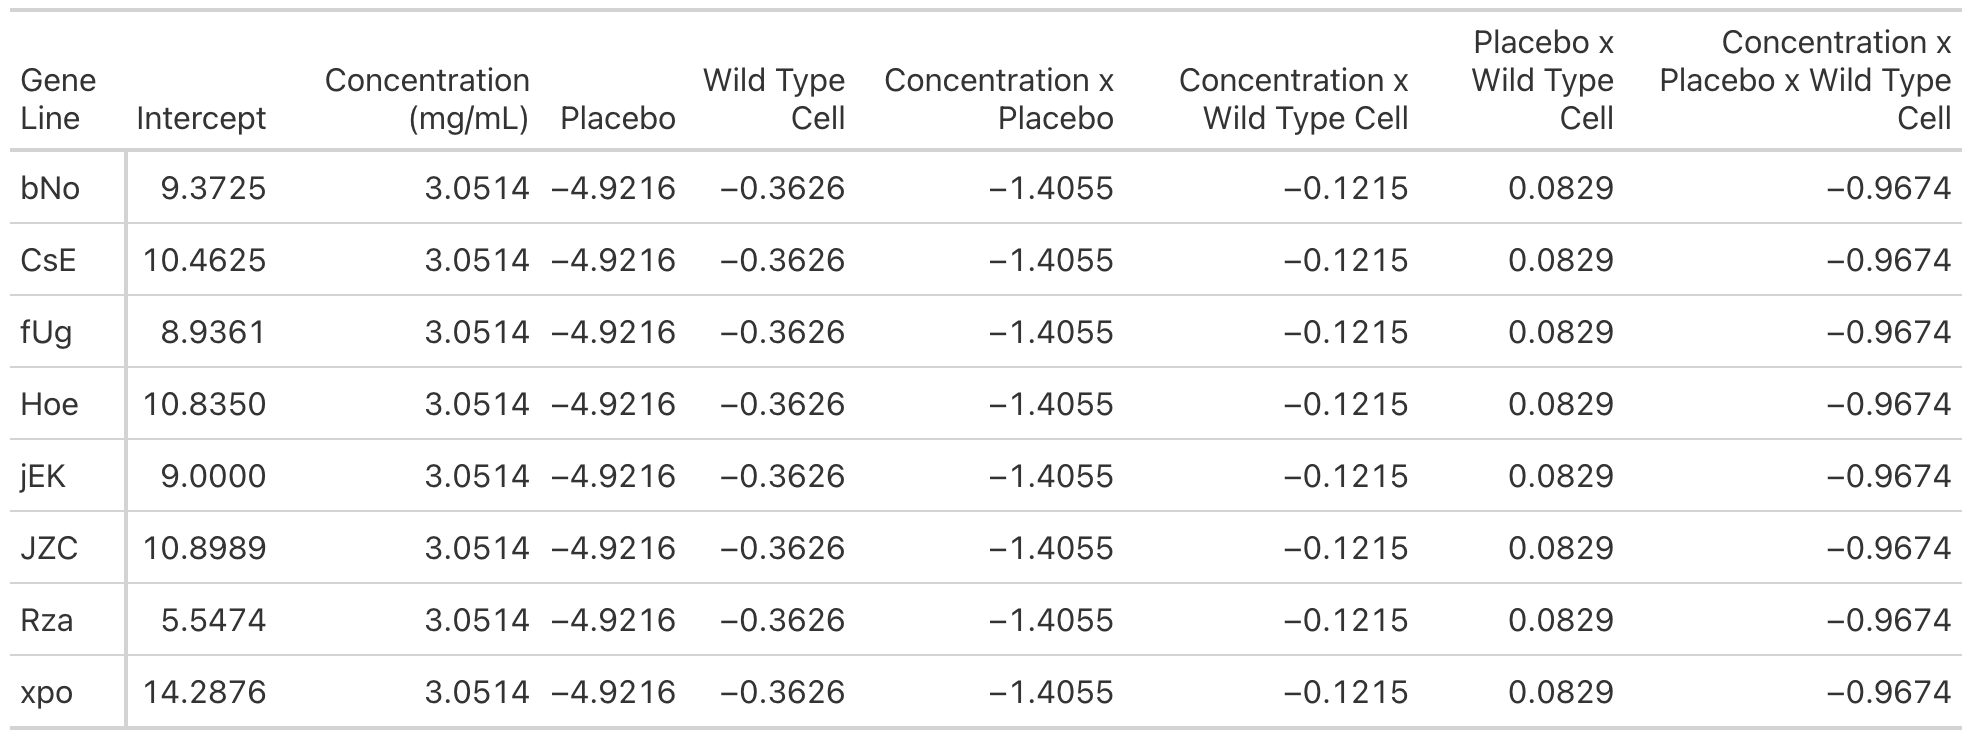 Gene Line Intercept Concentration (mg/mL) Placebo Wild Type Cell Concentration x Placebo Concentration x Wild Type Cell Placebo x Wild Type Cell Concentration x Placebo x Wild Type Cell
bNo 9.3725 3.0514 −4.9216 −0.3626 −1.4055 −0.1215 0.0829 −0.9674
CsE 10.4625 3.0514 −4.9216 −0.3626 −1.4055 −0.1215 0.0829 −0.9674
fUg 8.9361 3.0514 −4.9216 −0.3626 −1.4055 −0.1215 0.0829 −0.9674
Hoe 10.8350 3.0514 −4.9216 −0.3626 −1.4055 −0.1215 0.0829 −0.9674
jEK 9.0000 3.0514 −4.9216 −0.3626 −1.4055 −0.1215 0.0829 −0.9674
JZC 10.8989 3.0514 −4.9216 −0.3626 −1.4055 −0.1215 0.0829 −0.9674
Rza 5.5474 3.0514 −4.9216 −0.3626 −1.4055 −0.1215 0.0829 −0.9674
xpo 14.2876 3.0514 −4.9216 −0.3626 −1.4055 −0.1215 0.0829 −0.9674